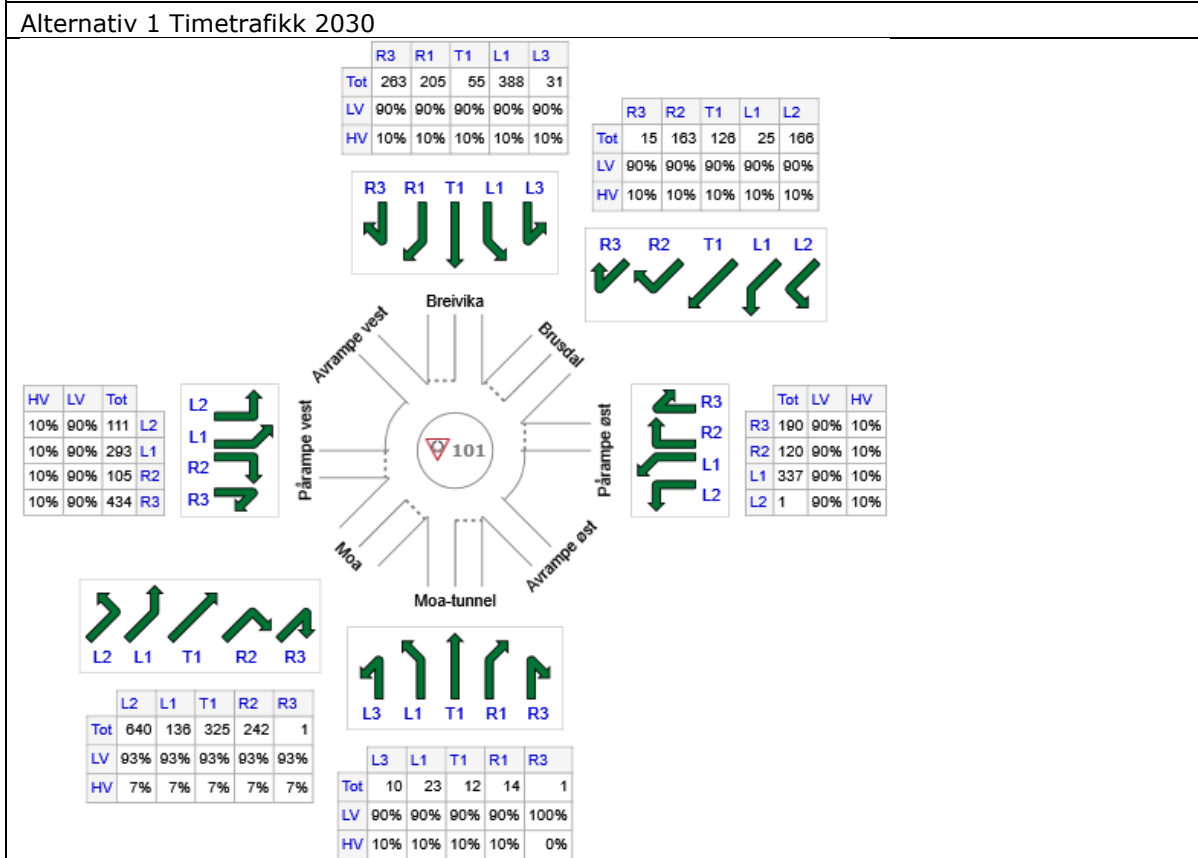 Alternativ 1 Timetrafikk 2030
R3 R1 T1 L1 L3
Tot 263 205 55 388 31
LV 90% 90% 90% 90% 90%
HV 10% 10% 10% 10% 10%
R3 R2 T1 L1 L2
Tot 15 163 126 25 166
LV 90% 90% 90% 90% 90%
HV 10% 10% 10% 10% 10%
R3 R1 T1 L1 L3
R3 R2 T1 L1 L2
Breivika
Avrampe vest
Brusdal
HV LV Tot
10% 90% 111 L2
10% 90% 293 L1
10% 90% 105 R2
10% 90% 434 R3
L2
L1
R2
R3
Pårampe vest
101
Pårampe øst
R3
R2
L1
L2
Tot LV HV
R3 190 90% 10%
R2 120 90% 10%
L1 337 90% 10%
L2 1 90% 10%
Moa
Avrampe øst
Moa-tunnel
L2 L1 T1 R2 R3
L3 L1 T1 R1 R3
L2 L1 T1 R2 R3
Tot 640 136 325 242 1
LV 93% 93% 93% 93% 93%
HV 7% 7% 7% 7% 7%
L3 L1 T1 R1 R3
Tot 10 23 12 14 1
LV 90% 90% 90% 90% 100%
HV 10% 10% 10% 10% 0%